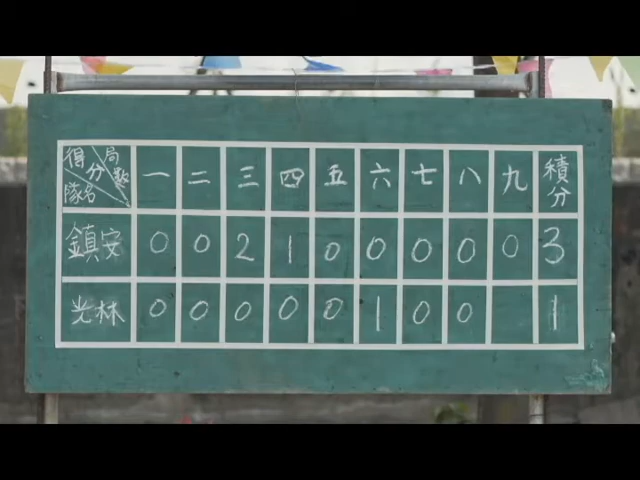 得分 局數 隊名 一 二 三 四 五 六 七 八 九 積分
鎮安 0 0 2 1 0 0 0 0 0 3
光林 0 0 0 0 0 1 0 0 1